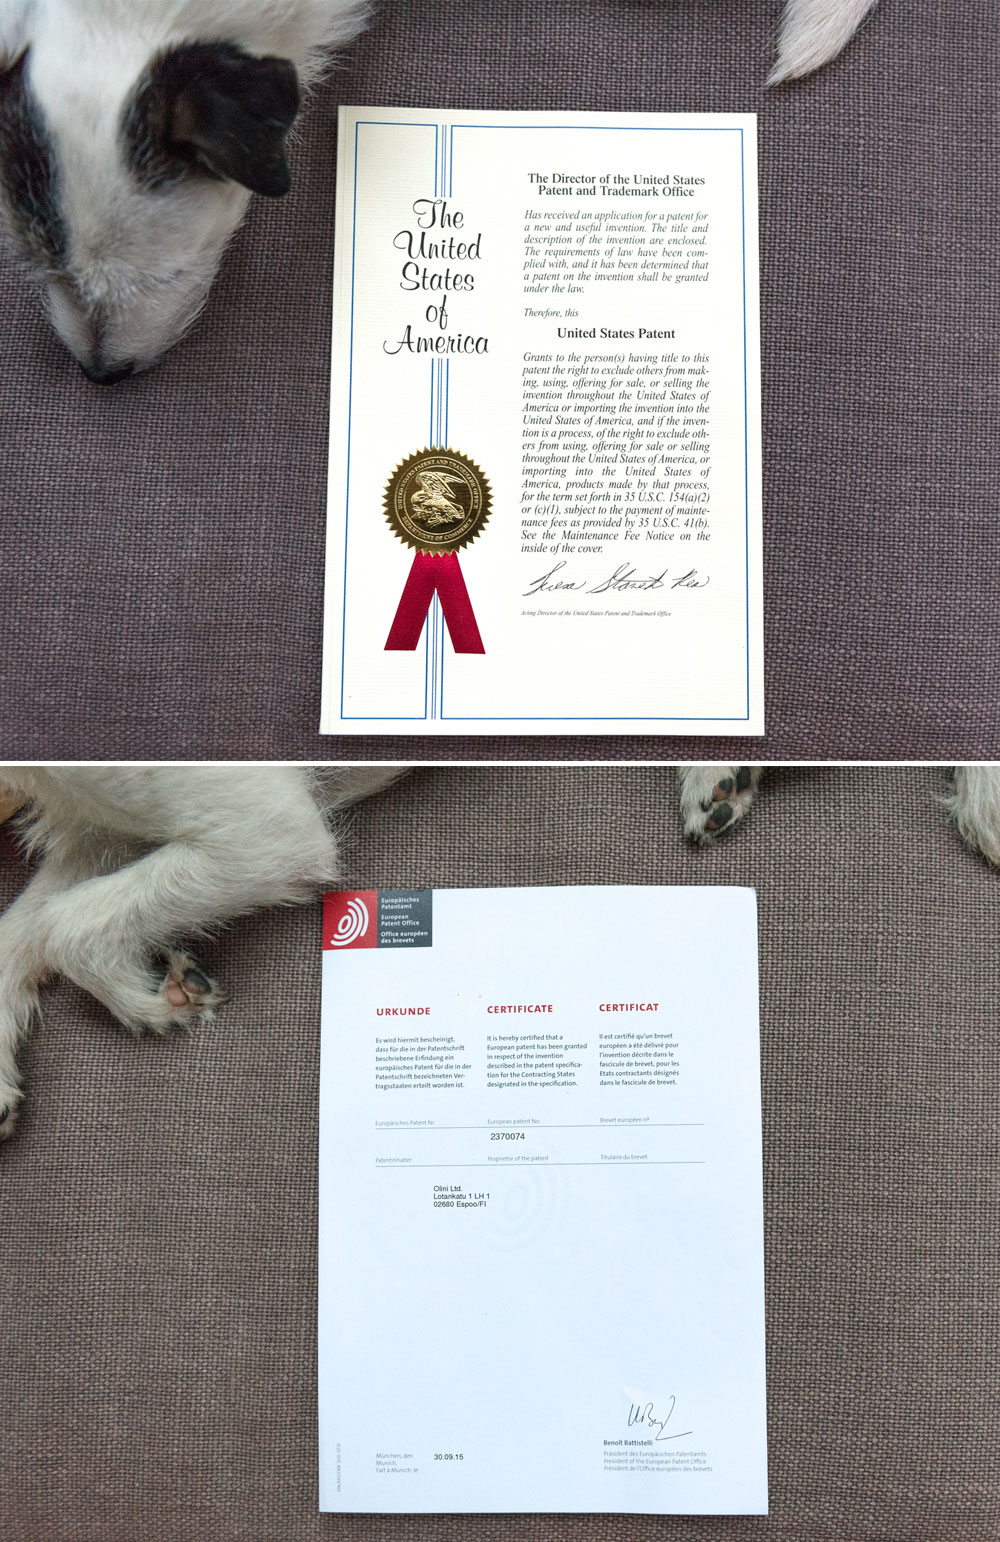 The
United
States
of
America
The Director of the United States
Patent and Trademark Office
Has received an application for a patent for
a new and useful invention. The title and
description of the invention are enclosed.
The requirements of law have been com-
plied with, and it has been determined that
a patent on the invention shall be granted
under the law.
Therefore, this
United States Patent
Grants to the person(s) having title to this
patent the right to exclude others from mak-
ing, using, offering for sale, or selling the
invention throughout the United States of
America or importing the invention into the
United States of America, and if the inven-
tion is a process, of the right to exclude oth-
ers from using, offering for sale or selling
throughout the United States of America, or
importing into the United States of
America, products made by that process,
for the term set forth in 35 U.S.C. 154(a)(2)
or (c)(1), subject to the payment of mainte-
nance fees as provided by 35 U.S.C. 41(b).
See the Maintenance Fee Notice on the
inside of the cover.
Acting Director of the United States Patent and Trademark Office
UNITED STATES PATENT AND TRADEMARK OFFICE
DEPARTMENT OF COMMERCE
Europäisches
Patentamt
European
Patent Office
Office européen
des brevets
URKUNDE
Es wird hiermit bescheinigt,
dass für die in der Patentschrift
beschriebene Erfindung ein
europäisches Patent für die in der
Patentschrift bezeichneten Ver-
tragsstaaten erteilt worden ist.
CERTIFICATE
It is hereby certified that a
European patent has been granted
in respect of the invention
described in the patent specifica-
tion for the Contracting States
designated in the specification.
CERTIFICAT
Il est certifié qu'un brevet
européen a été délivré pour
l'invention décrite dans le
fascicule de brevet, pour les
Etats contractants désignés
dans le fascicule de brevet.
Europäisches Patent Nr.
European patent No.
Brevet européen n°
2370074
Patentinhaber
Proprietor of the patent
Titulaire du brevet
Olini Ltd.
Lotankatu 1 LH 1
02680 Espoo/FI
Benoît Battistelli
Präsident des Europäischen Patentamts
President of the European Patent Office
Président de l'Office européen des brevets
München, den
Munich,
Fait à Munich, le
30.09.15